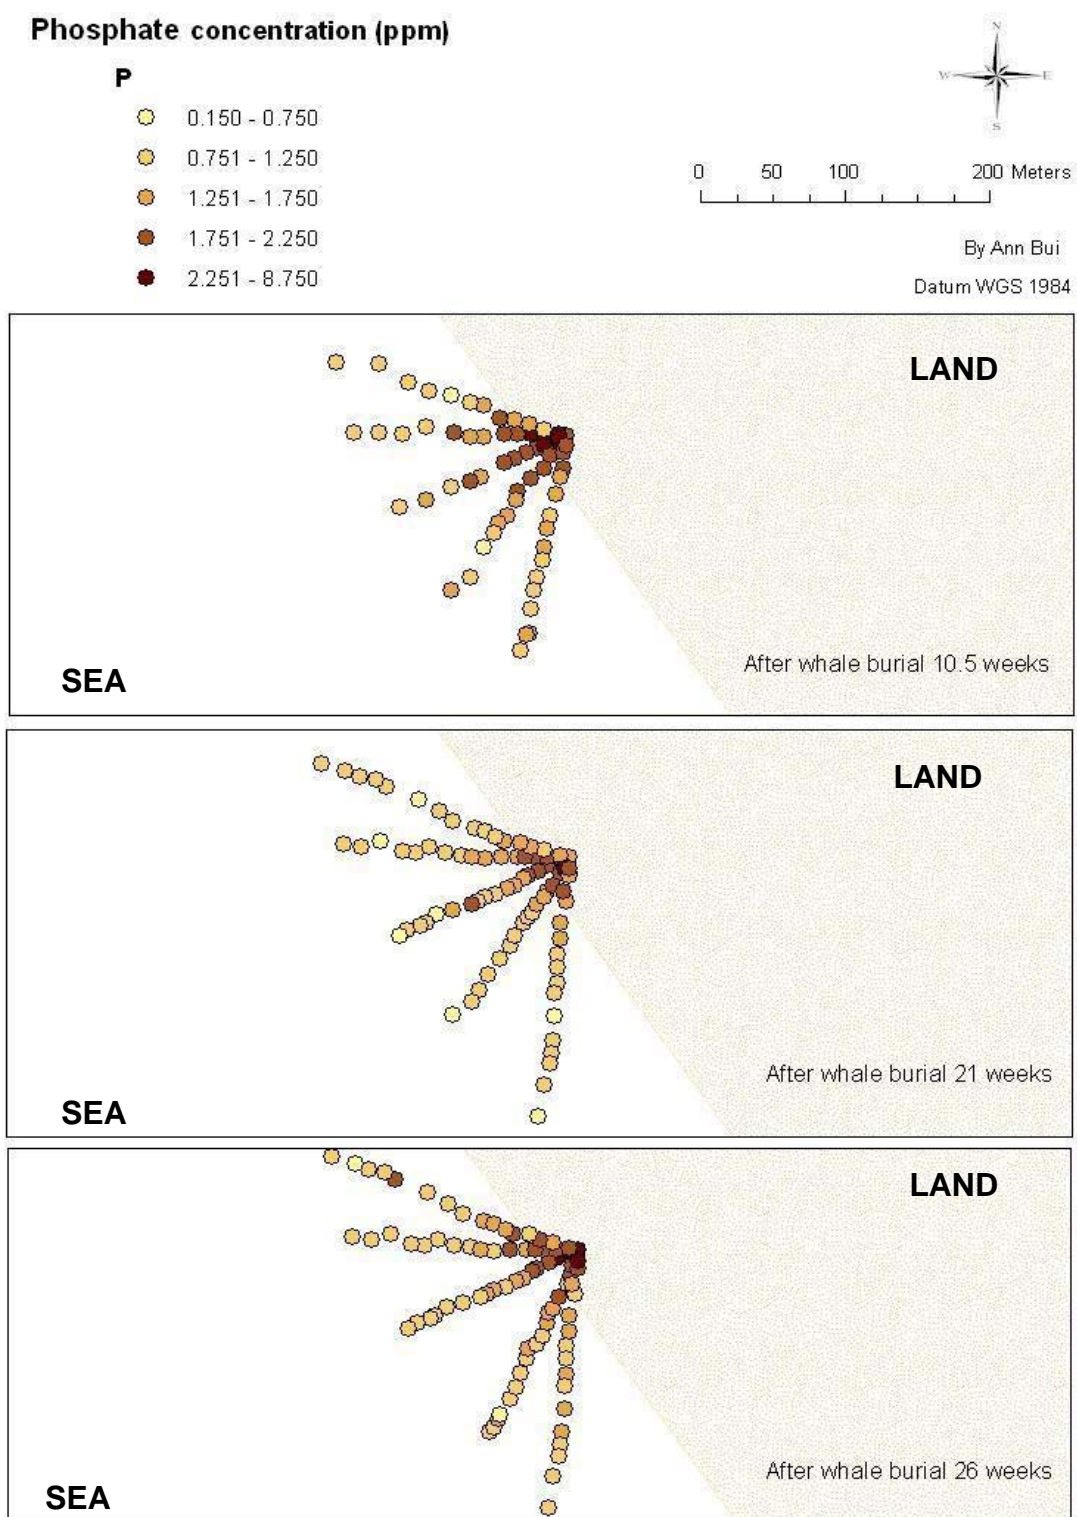 Phosphate concentration (ppm)
P
0.150 - 0.750
0.751 - 1.250
1.251 - 1.750
1.751 - 2.250
2.251 - 8.750
N
W E
S
0 50 100 200 Meters
By Ann Bui
Datum WGS 1984
LAND
After whale burial 10.5 weeks
SEA
LAND
After whale burial 21 weeks
SEA
LAND
After whale burial 26 weeks
SEA